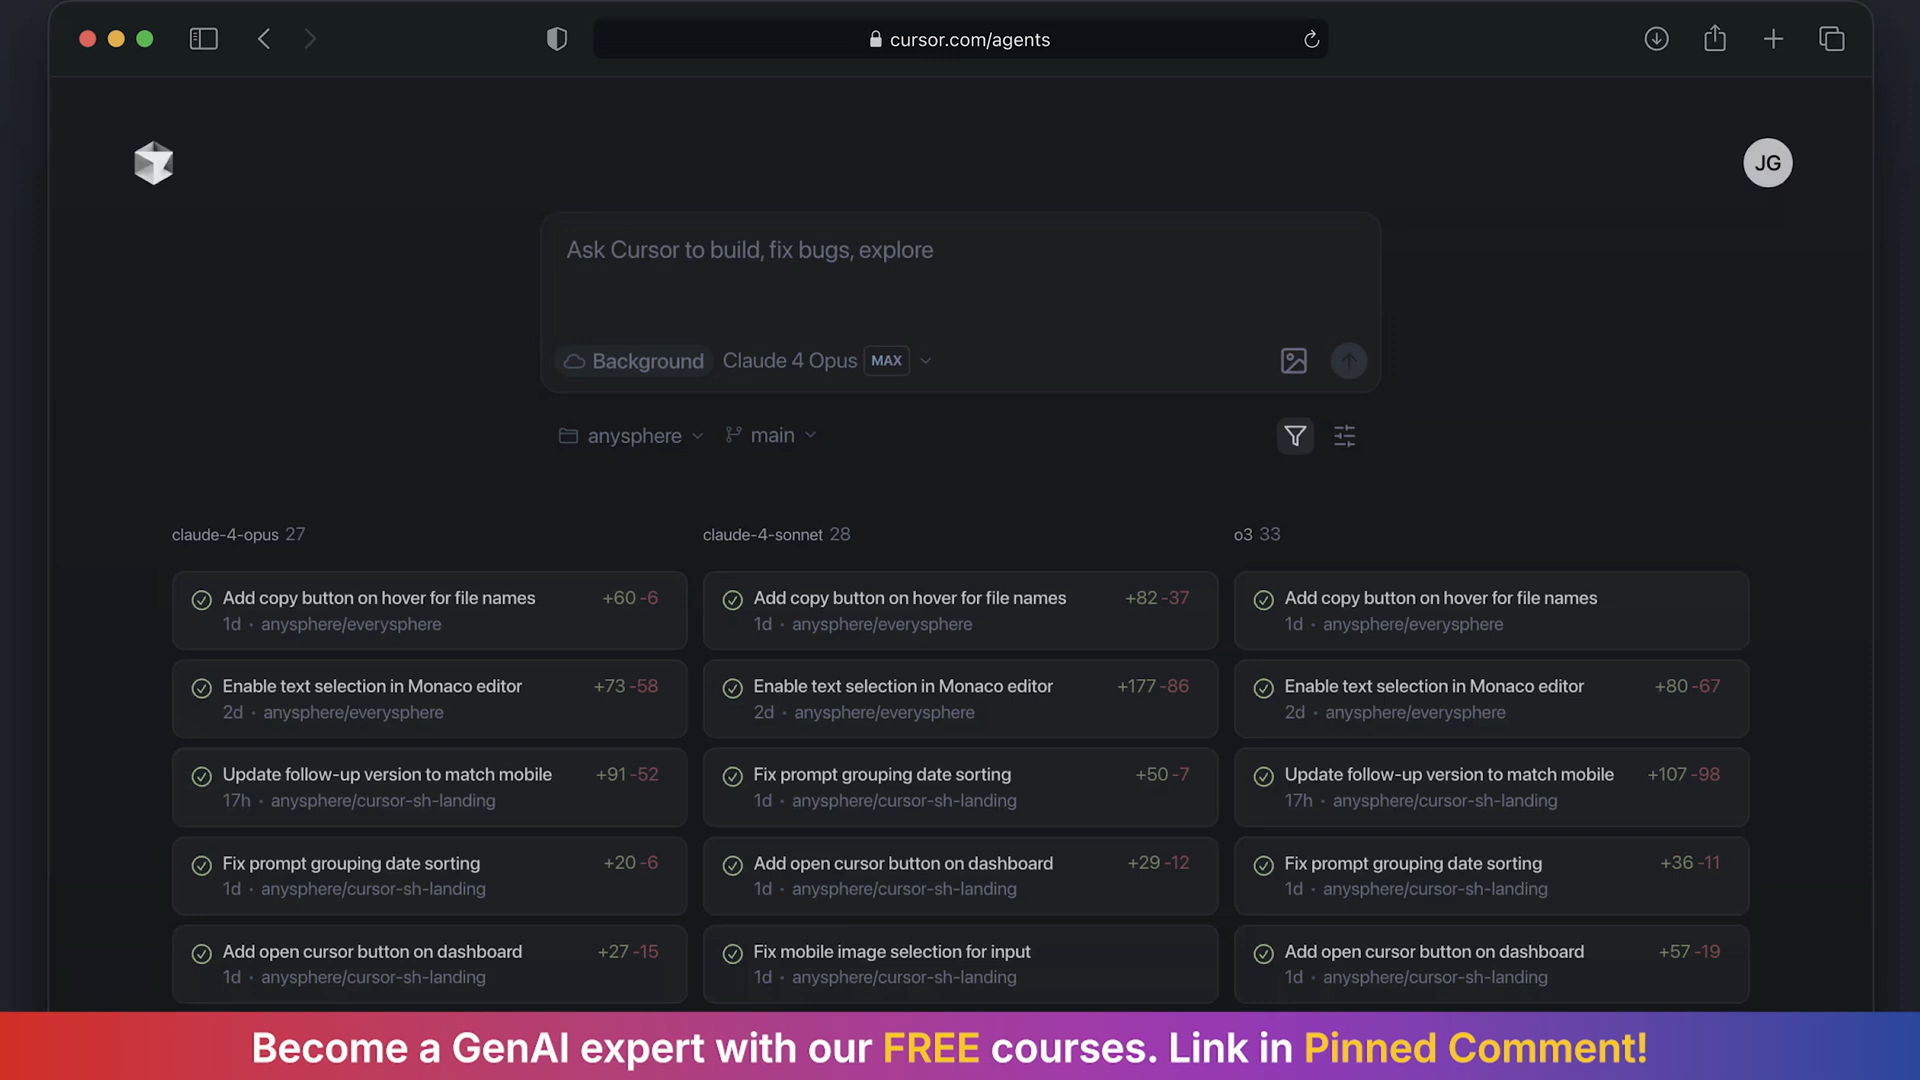 cursor.com/agents
JG
Ask Cursor to build, fix bugs, explore
Background Claude 4 Opus MAX
anysphere main
claude-4-opus 27
Add copy button on hover for file names +60 -6
1d · anysphere/everysphere
Enable text selection in Monaco editor +73 -58
2d · anysphere/everysphere
Update follow-up version to match mobile +91 -52
17h · anysphere/cursor-sh-landing
Fix prompt grouping date sorting +20 -6
1d · anysphere/cursor-sh-landing
Add open cursor button on dashboard +27 -15
1d · anysphere/cursor-sh-landing
claude-4-sonnet 28
Add copy button on hover for file names +82 -37
1d · anysphere/everysphere
Enable text selection in Monaco editor +177 -86
2d · anysphere/everysphere
Fix prompt grouping date sorting +50 -7
1d · anysphere/cursor-sh-landing
Add open cursor button on dashboard +29 -12
1d · anysphere/cursor-sh-landing
Fix mobile image selection for input
1d · anysphere/cursor-sh-landing
o3 33
Add copy button on hover for file names
1d · anysphere/everysphere
Enable text selection in Monaco editor +80 -67
2d · anysphere/everysphere
Update follow-up version to match mobile +107 -98
17h · anysphere/cursor-sh-landing
Fix prompt grouping date sorting +36 -11
1d · anysphere/cursor-sh-landing
Add open cursor button on dashboard +57 -19
1d · anysphere/cursor-sh-landing
Become a GenAI expert with our FREE courses. Link in Pinned Comment!